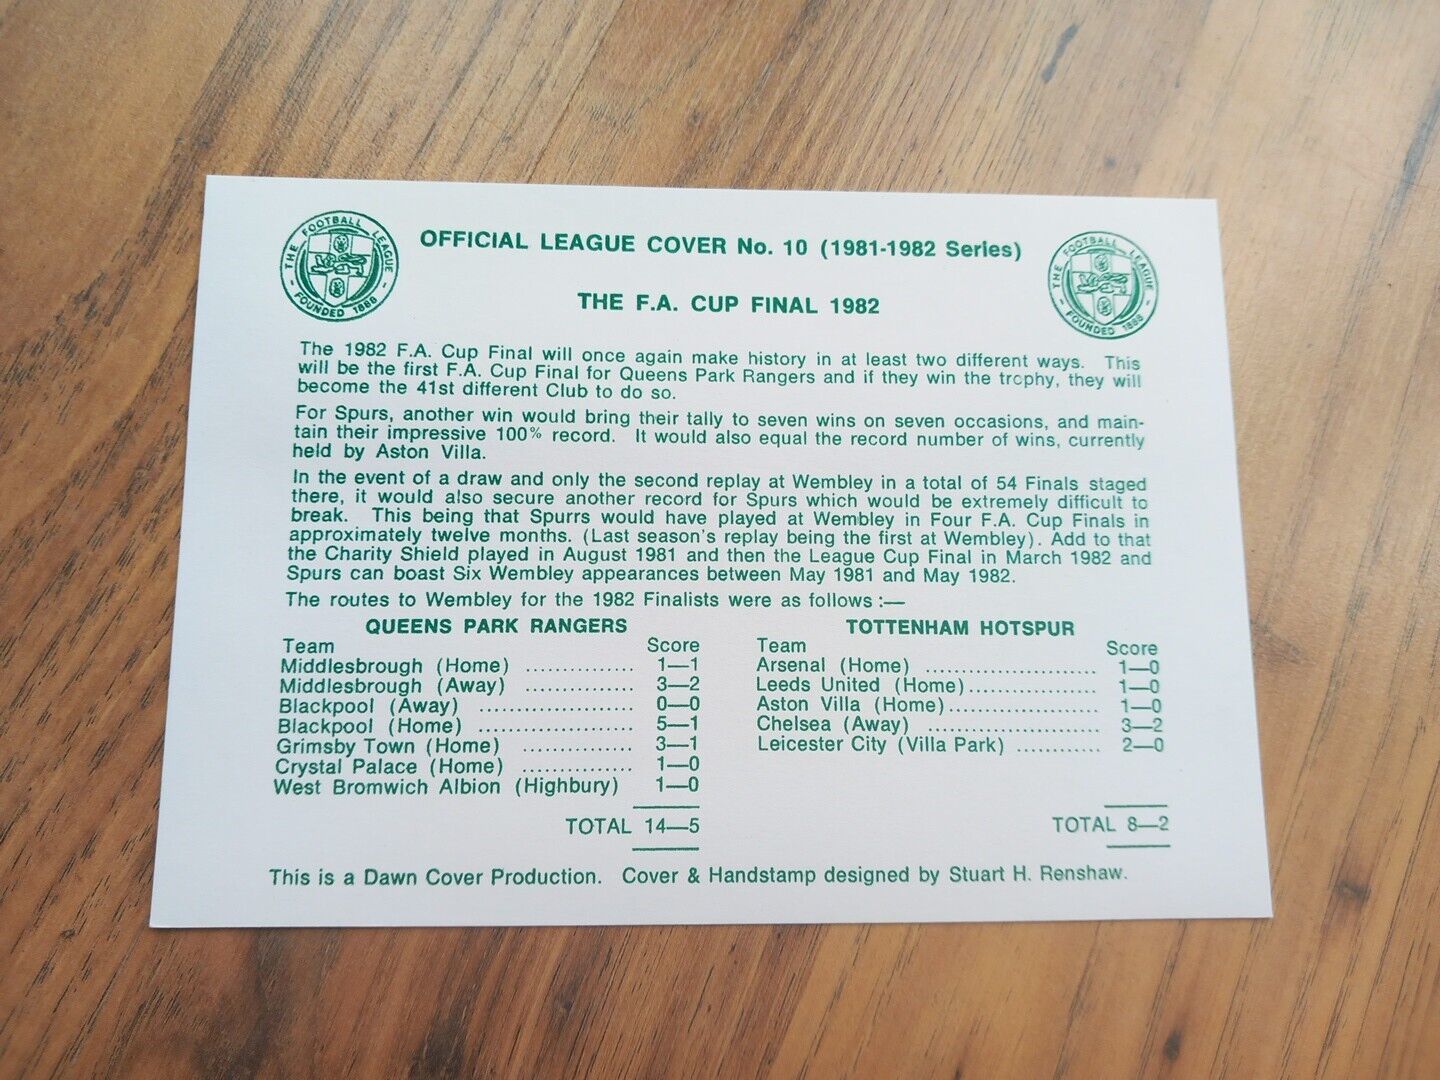 THE FOOTBALL LEAGUE
FOUNDED 1888
OFFICIAL LEAGUE COVER No. 10 (1981-1982 Series)
THE FOOTBALL LEAGUE
FOUNDED 1888
THE F.A. CUP FINAL 1982
The 1982 F.A. Cup Final will once again make history in at least two different ways. This
will be the first F.A. Cup Final for Queens Park Rangers and if they win the trophy, they will
become the 41st different Club to do so.
For Spurs, another win would bring their tally to seven wins on seven occasions, and main-
tain their impressive 100% record. It would also equal the record number of wins, currently
held by Aston Villa.
In the event of a draw and only the second replay at Wembley in a total of 54 Finals staged
there, it would also secure another record for Spurs which would be extremely difficult to
break. This being that Spurrs would have played at Wembley in Four F.A. Cup Finals in
approximately twelve months. (Last season's replay being the first at Wembley). Add to that
the Charity Shield played in August 1981 and then the League Cup Final in March 1982 and
Spurs can boast Six Wembley appearances between May 1981 and May 1982.
The routes to Wembley for the 1982 Finalists were as follows :—
QUEENS PARK RANGERS
Team Score
Middlesbrough (Home) ............... 1—1
Middlesbrough (Away) ............... 3—2
Blackpool (Away) ..................... 0—0
Blackpool (Home) ..................... 5—1
Grimsby Town (Home) ................... 3—1
Crystal Palace (Home) ............... 1—0
West Bromwich Albion (Highbury) 1—0
TOTAL 14—5
TOTTENHAM HOTSPUR
Team Score
Arsenal (Home) ........................ 1—0
Leeds United (Home).................. 1—0
Aston Villa (Home)..................... 1—0
Chelsea (Away) ........................ 3—2
Leicester City (Villa Park) ............ 2—0
TOTAL 8—2
This is a Dawn Cover Production. Cover & Handstamp designed by Stuart H. Renshaw.